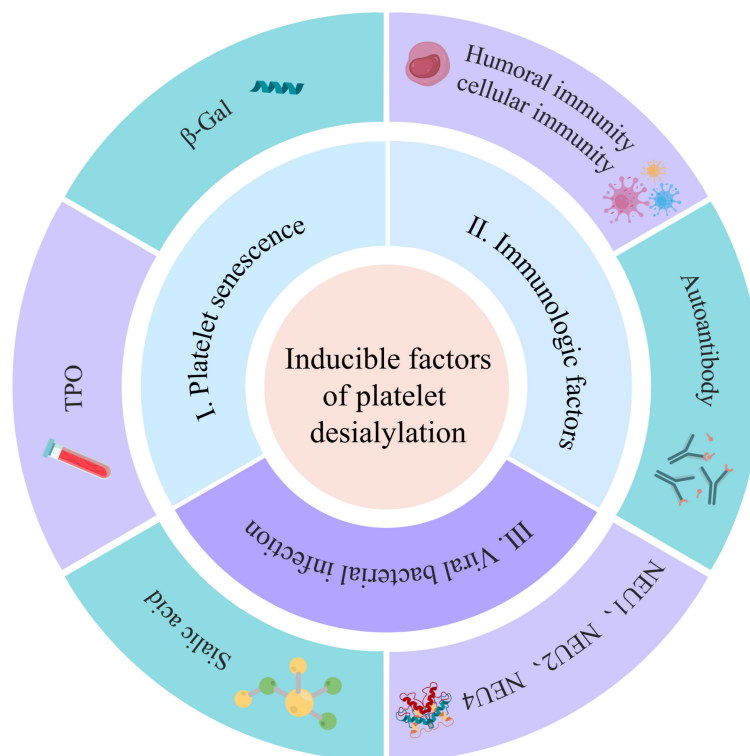 Inducible factors
of platelet
desialylation
I. Platelet senescence
II. Immunologic factors
III. Viral bacterial infection
β-Gal
Humoral immunity
cellular immunity
Autoantibody
NEU1、NEU2、NEU4
Sialic acid
TPO